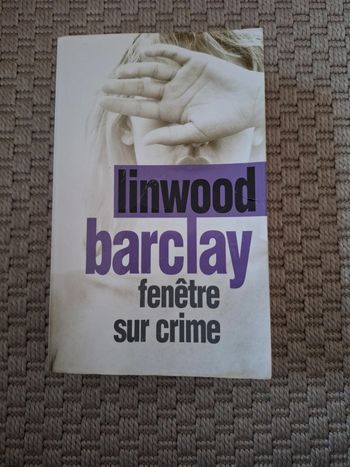 linwood
barclay
fenêtre
sur crime